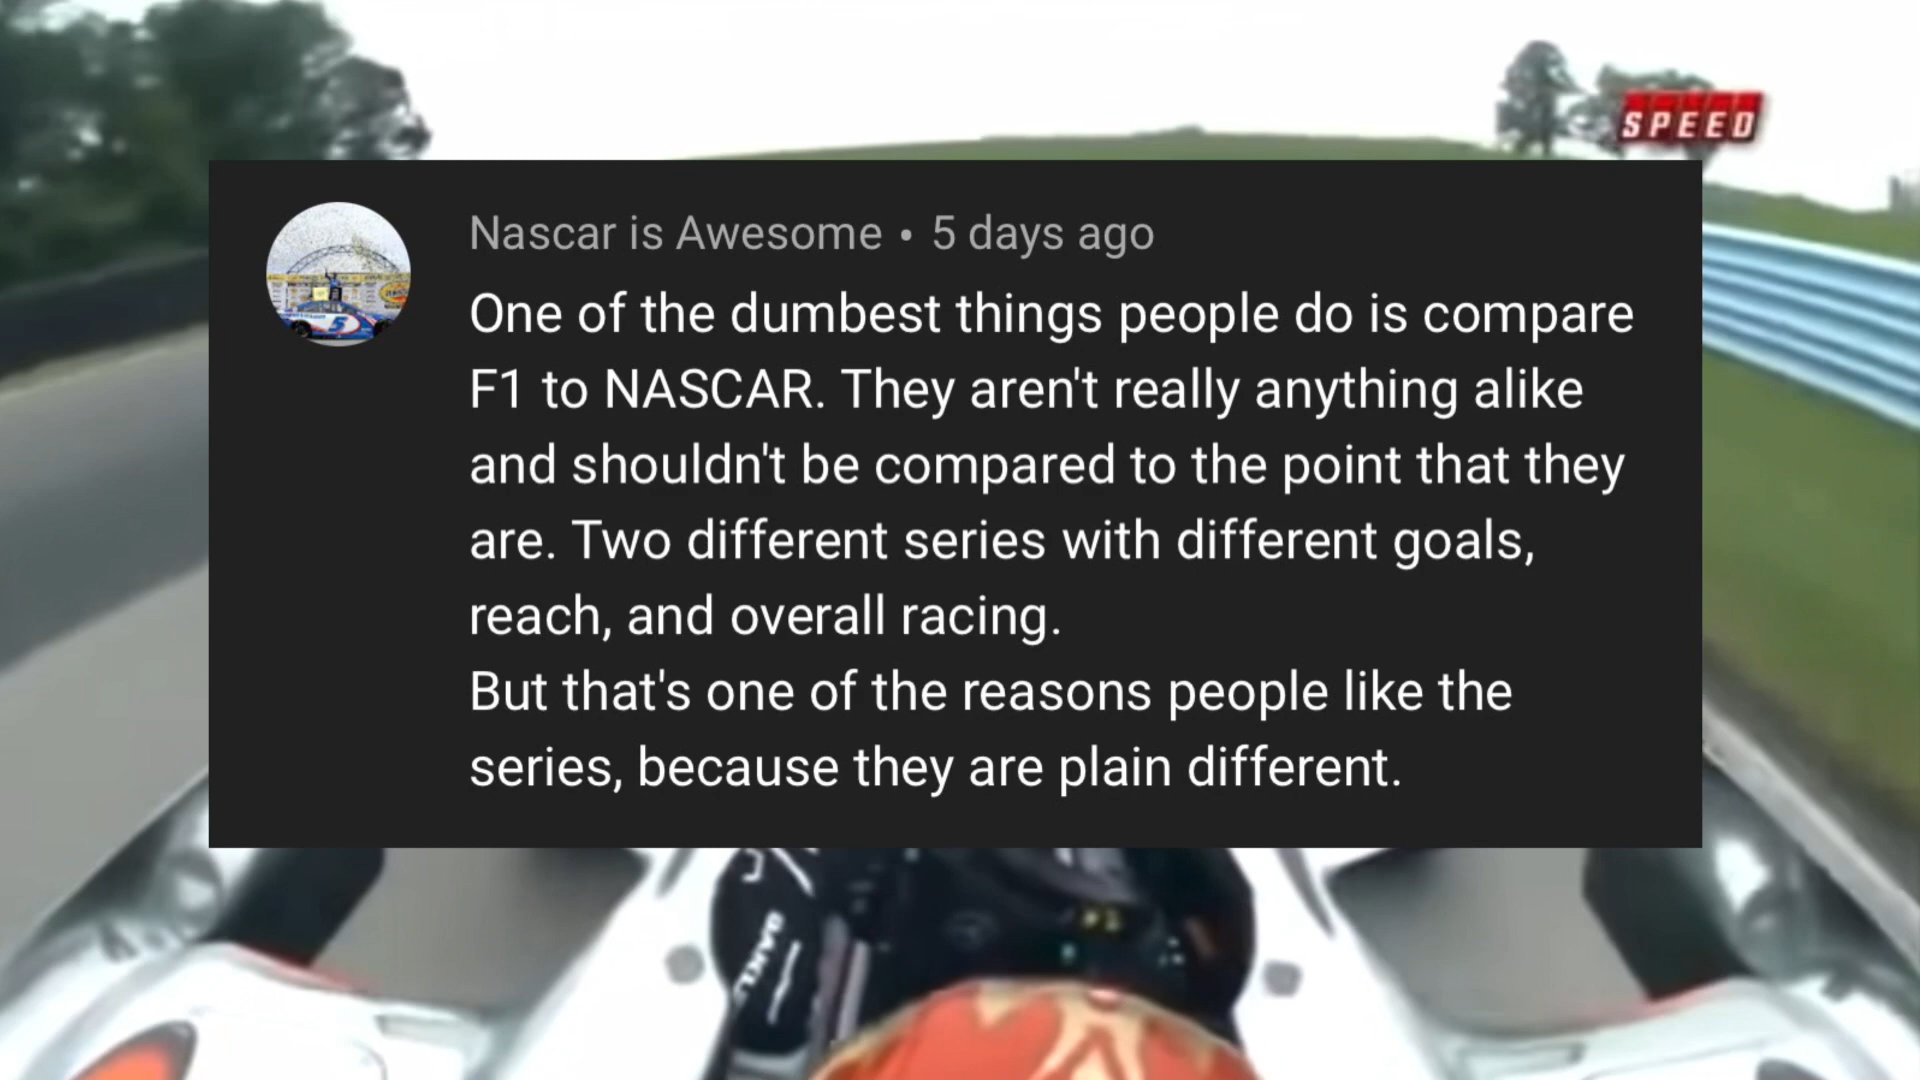 SPEED
Nascar is Awesome • 5 days ago
One of the dumbest things people do is compare
F1 to NASCAR. They aren't really anything alike
and shouldn't be compared to the point that they
are. Two different series with different goals,
reach, and overall racing.
But that's one of the reasons people like the
series, because they are plain different.
5